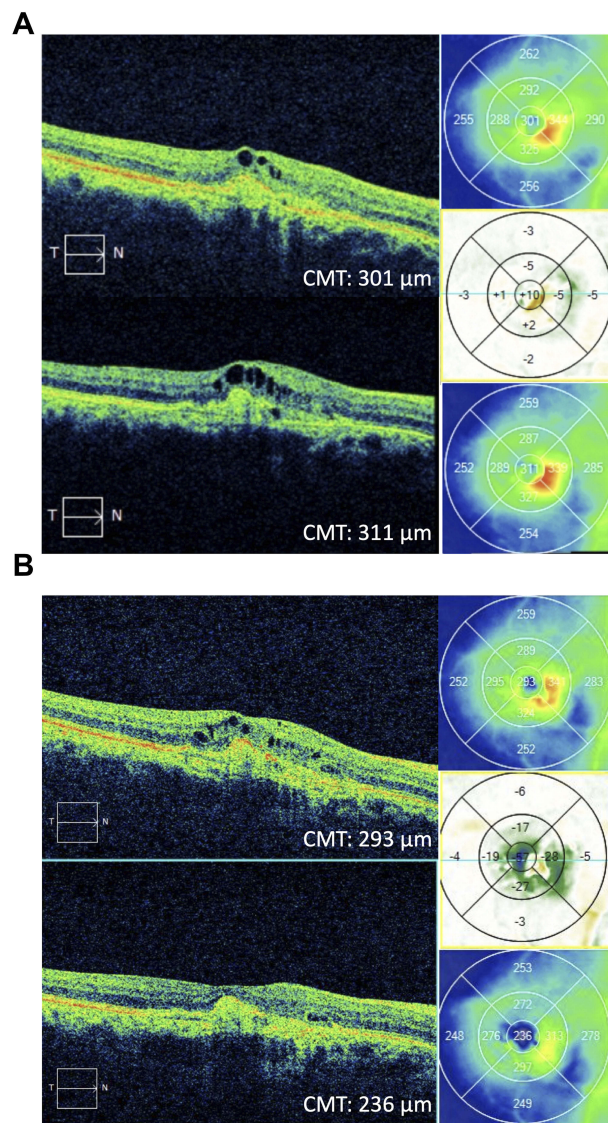 A
T N
CMT: 301 μm
262
292
255 288 301 344 290
325
256
-3
-5
-3 +1 +10 -5 -5
+2
-2
T N
CMT: 311 μm
259
287
252 289 311 339 285
327
254
B
T N
CMT: 293 μm
259
289
252 295 293 341 283
324
252
-6
-17
-4 -19 -57 -28 -5
-27
-3
T N
CMT: 236 μm
253
272
248 276 236 313 278
297
249